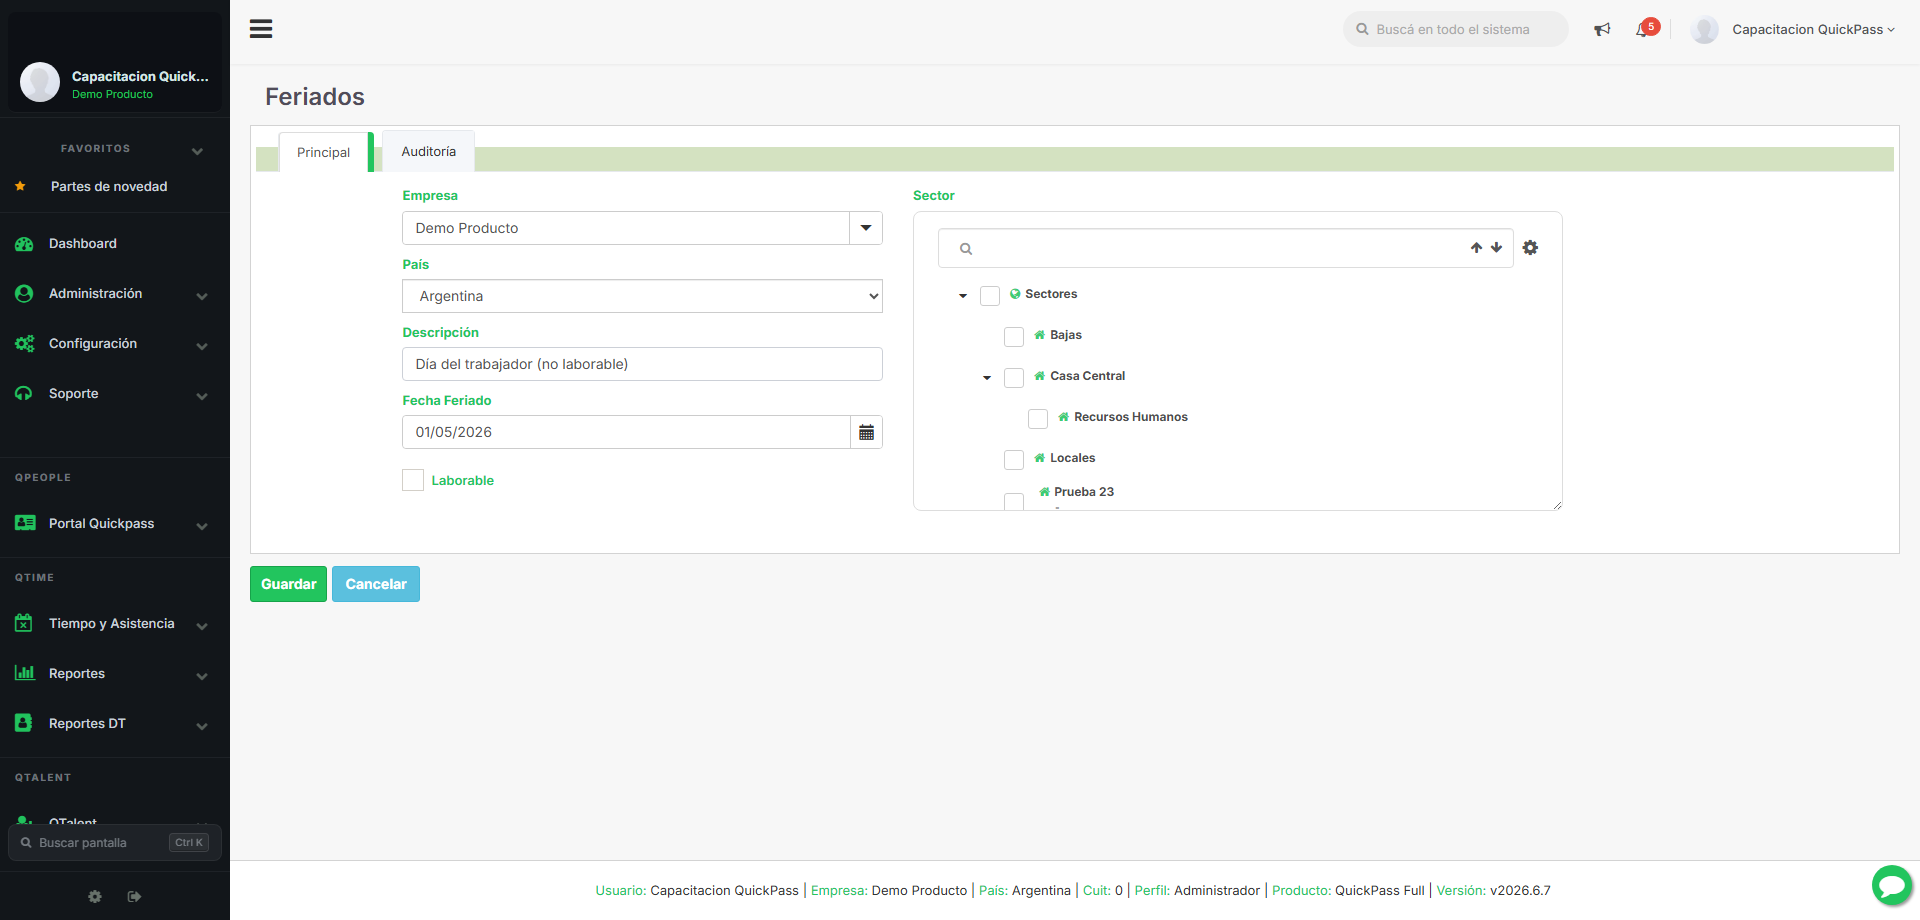 Capacitacion Quick...
Demo Producto
FAVORITOS
Partes de novedad
Dashboard
Administración
Configuración
Soporte
QPEOPLE
Portal Quickpass
QTIME
Tiempo y Asistencia
Reportes
Reportes DT
QTALENT
QTalent
Buscar pantalla
Ctrl K
Buscá en todo el sistema
5
Capacitacion QuickPass
Feriados
Principal
Auditoría
Empresa
Demo Producto
País
Argentina
Descripción
Día del trabajador (no laborable)
Fecha Feriado
01/05/2026
Laborable
Sector
Sectores
Bajas
Casa Central
Recursos Humanos
Locales
Prueba 23
-
Guardar
Cancelar
Usuario: Capacitacion QuickPass | Empresa: Demo Producto | País: Argentina | Cuit: 0 | Perfil: Administrador | Producto: QuickPass Full | Versión: v2026.6.7